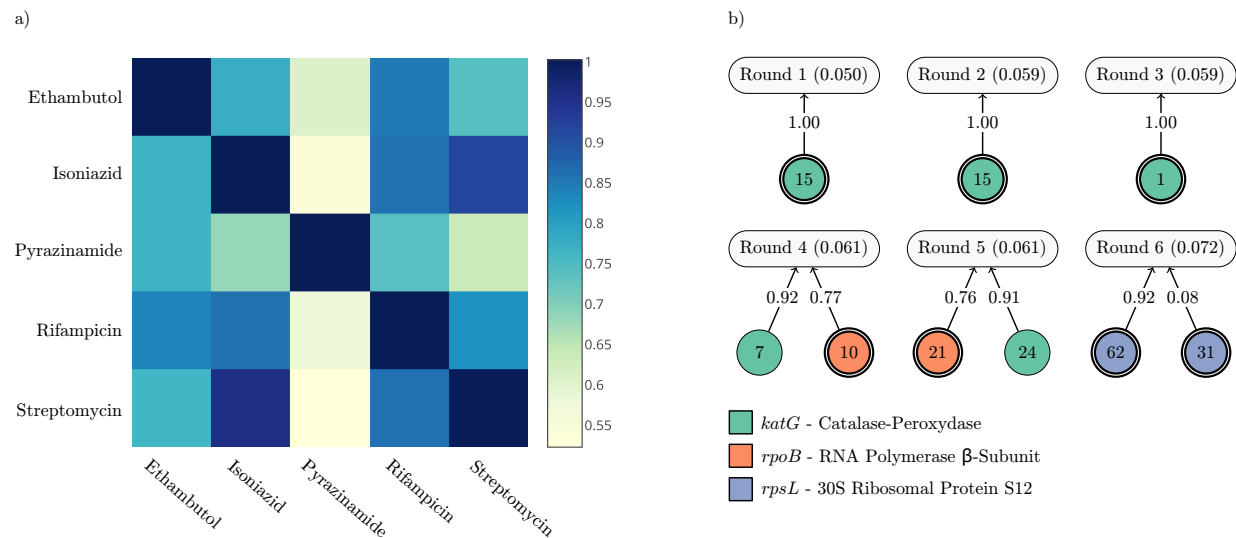 a)
Ethambutol
Isoniazid
Pyrazinamide
Rifampicin
Streptomycin
Ethambutol
Isoniazid
Pyrazinamide
Rifampicin
Streptomycin
1
0.95
0.9
0.85
0.8
0.75
0.7
0.65
0.6
0.55
b)
Round 1 (0.050)
Round 2 (0.059)
Round 3 (0.059)
1.00
1.00
1.00
15
15
1
Round 4 (0.061)
Round 5 (0.061)
Round 6 (0.072)
0.92 0.77
0.76 0.91
0.92 0.08
7
10
21
24
62
31
katG - Catalase-Peroxydase
rpoB - RNA Polymerase β-Subunit
rpsL - 30S Ribosomal Protein S12